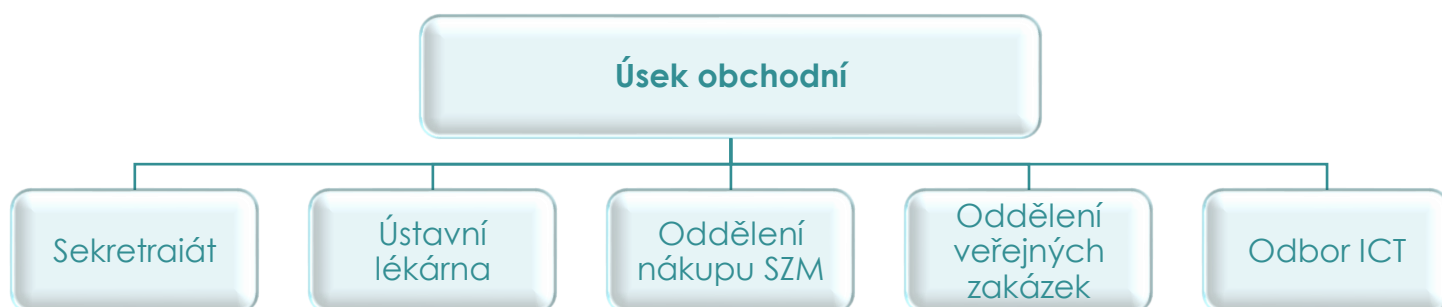 Úsek obchodní
Sekretraiát
Ústavní
lékárna
Oddělení
nákupu SZM
Oddělení
veřejných
zakázek
Odbor ICT